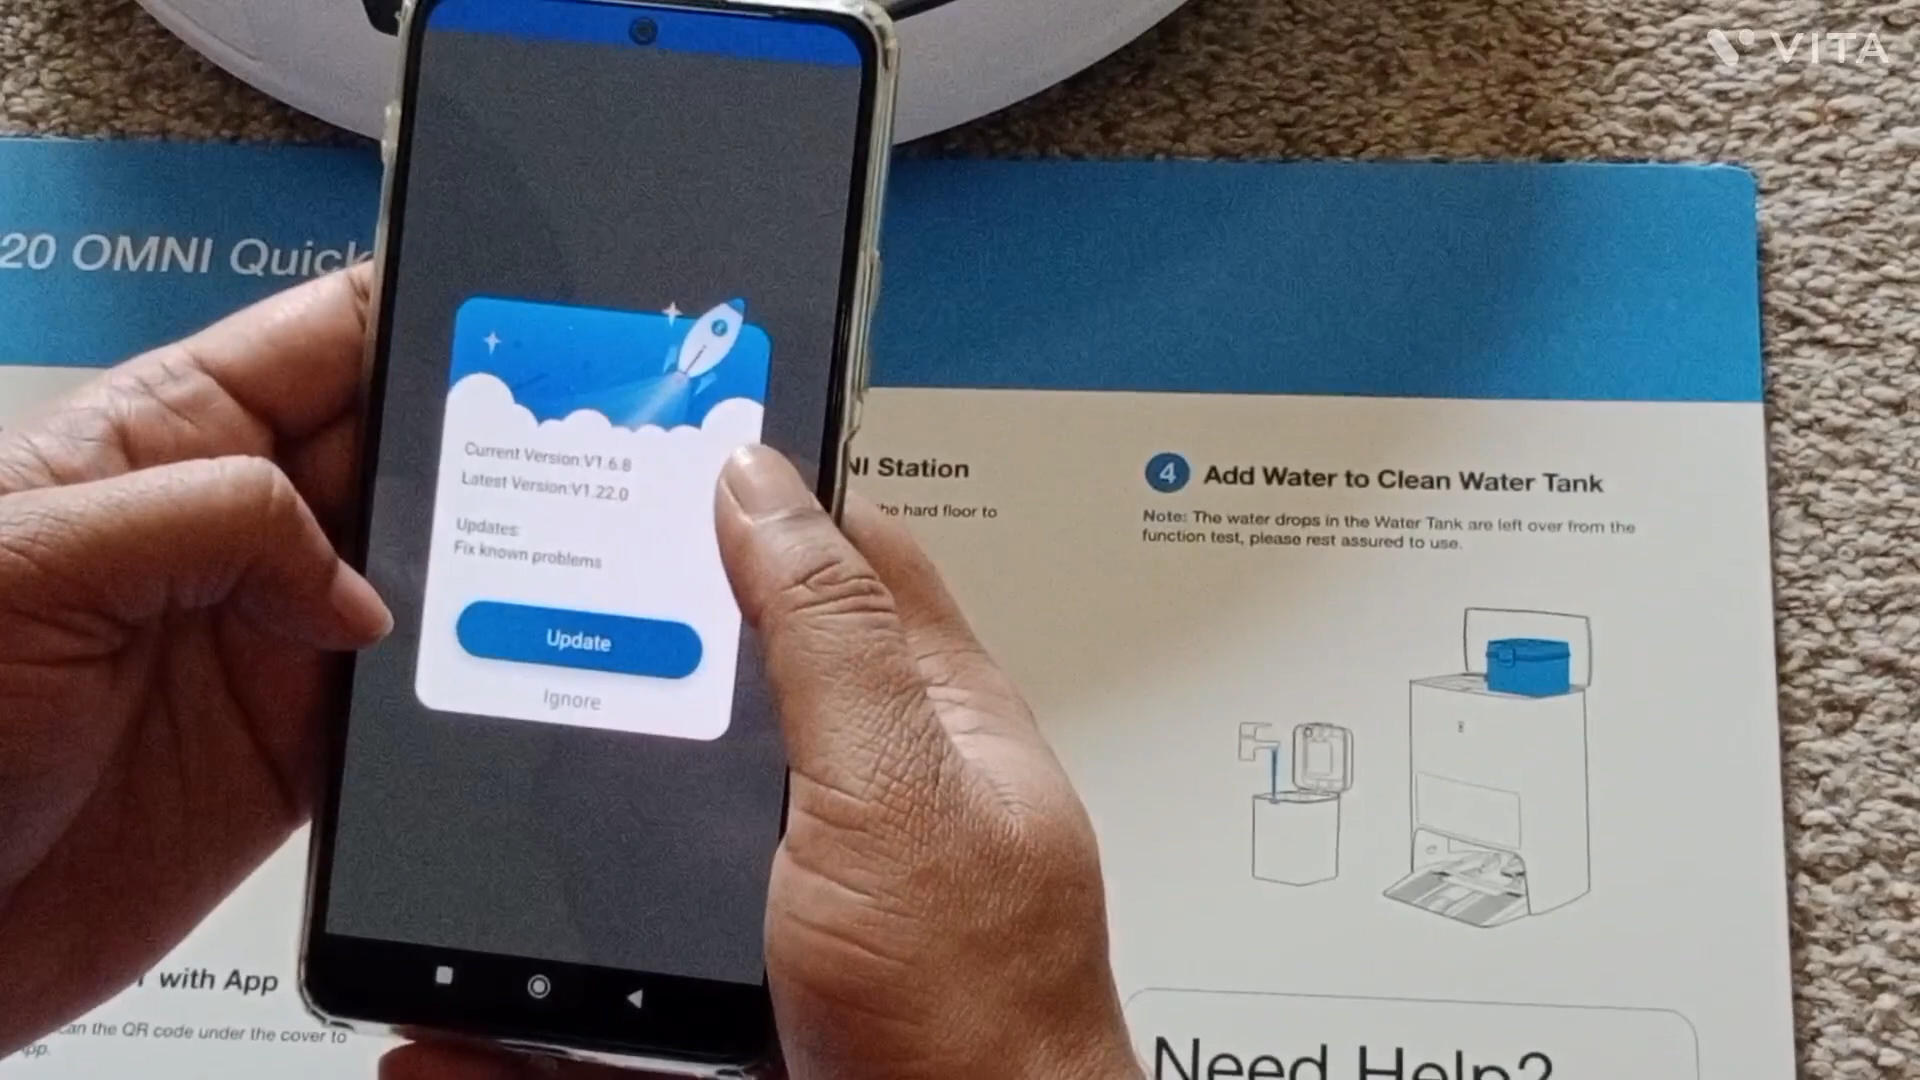 VITA
20 OMNI Quick
Current Version:V1.6.8
Latest Version:V1.22.0
Updates:
Fix known problems
Update
Ignore
NI Station
the hard floor to
4 Add Water to Clean Water Tank
Note: The water drops in the Water Tank are left over from the
function test, please rest assured to use.
with App
can the QR code under the cover to
App.
Need Help?